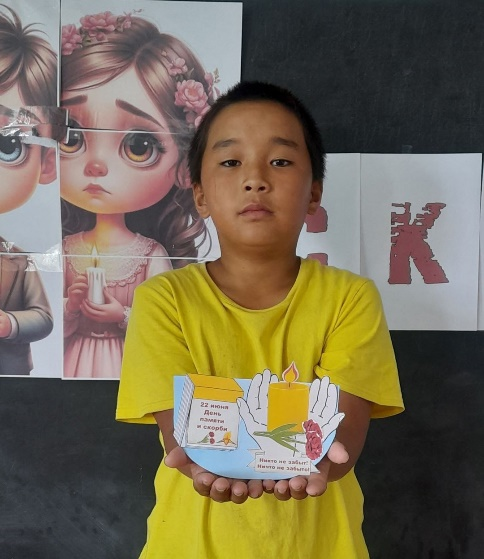 К
22 июня
День
памяти
и скорби
Никто не забыт!
Ничто не забыто!